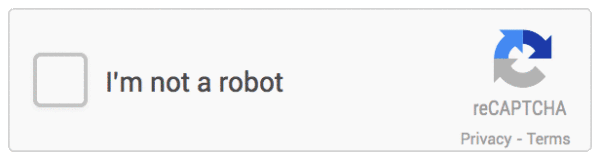 I'm not a robot
reCAPTCHA
Privacy - Terms